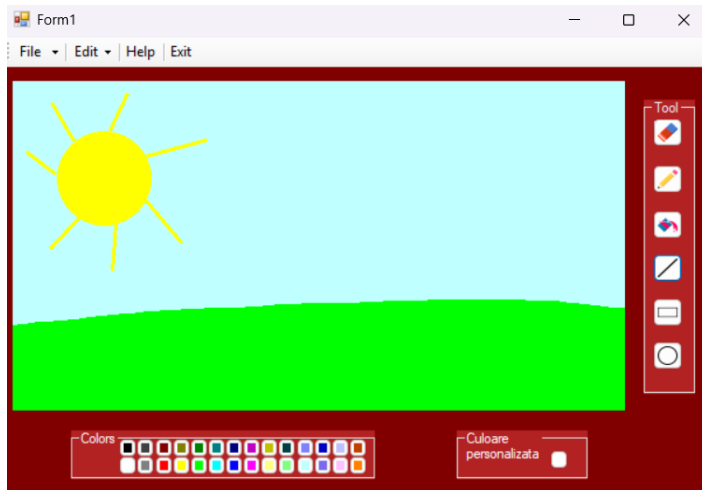 Form1
File Edit Help Exit
Tool
Colors
Culoare
personalizata